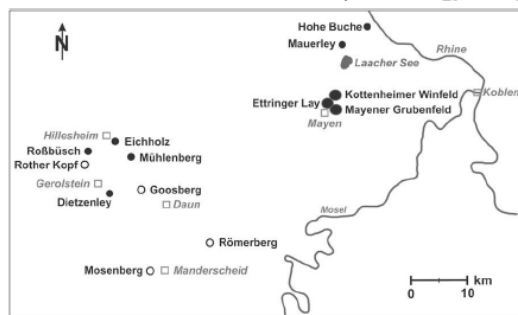 Hohe Buche
N
Mauerley
Rhine
Laacher See
Kottenheimer Winfeld
Koblen
Ettringer Lay
Mayener Grubenfeld
Mayen
Hillesheim
Eichholz
Roßbüsch
Mühlenberg
Rother Kopf
Gerolstein
Goosberg
Dietzenley
Daun
Mosel
Römerberg
Mosenberg
Manderscheid
km
0 10